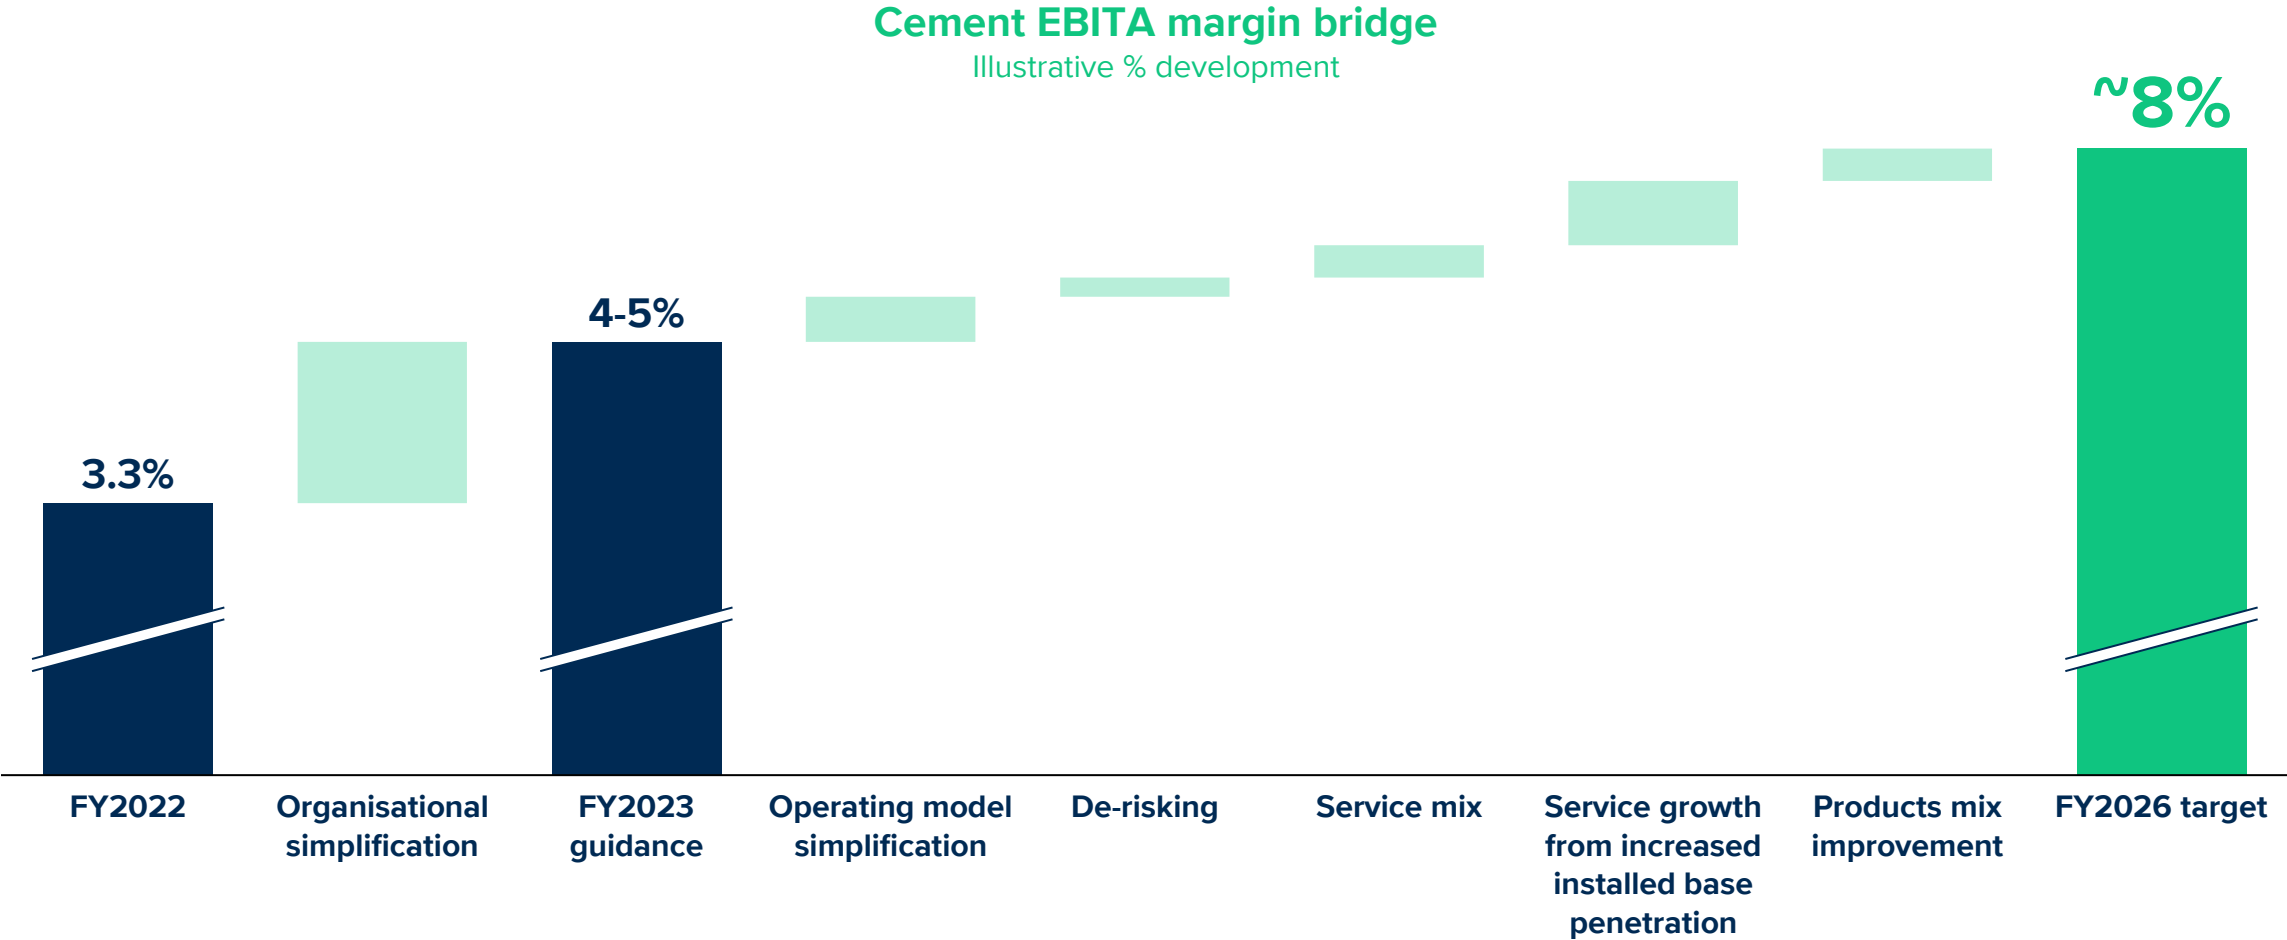 Cement EBITA margin bridge
Illustrative % development
~8%
4-5%
3.3%
FY2022
Organisational
simplification
FY2023
guidance
Operating model
simplification
De-risking
Service mix
Service growth
from increased
installed base
penetration
Products mix
improvement
FY2026 target